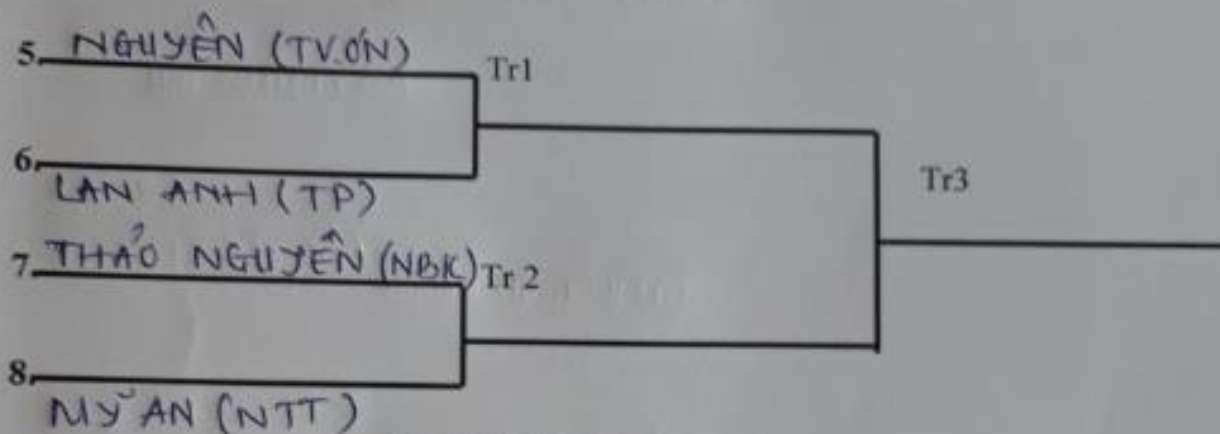 5. NGUYÊN (TV.ƠN)
Tr1
6.
LAN ANH (TP)
Tr3
7. THẢO NGUYÊN (NBK) Tr 2
8.
MỸ AN (NTT)